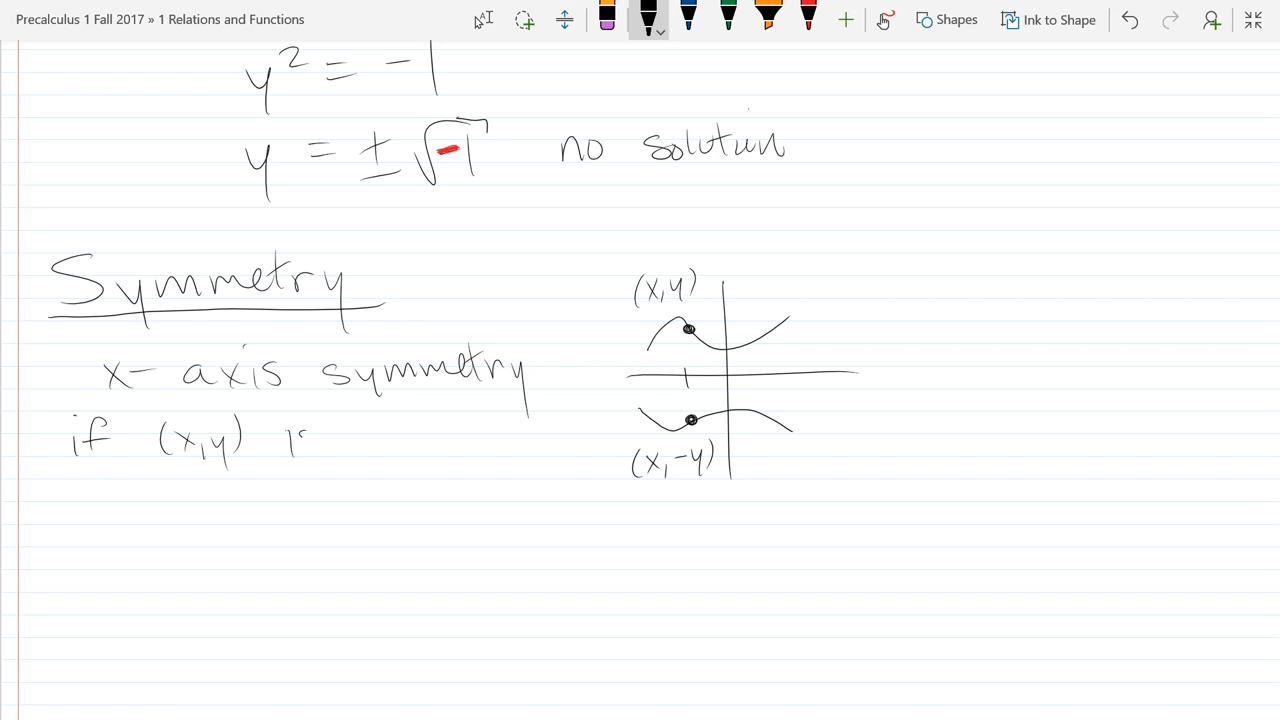 Precalculus 1 Fall 2017 » 1 Relations and Functions
Shapes
Ink to Shape
y² = -1
y = ±√-1 no solution
Symmetry
(x,y)
x- axis symmetry
if (x,y)
(x,-y)